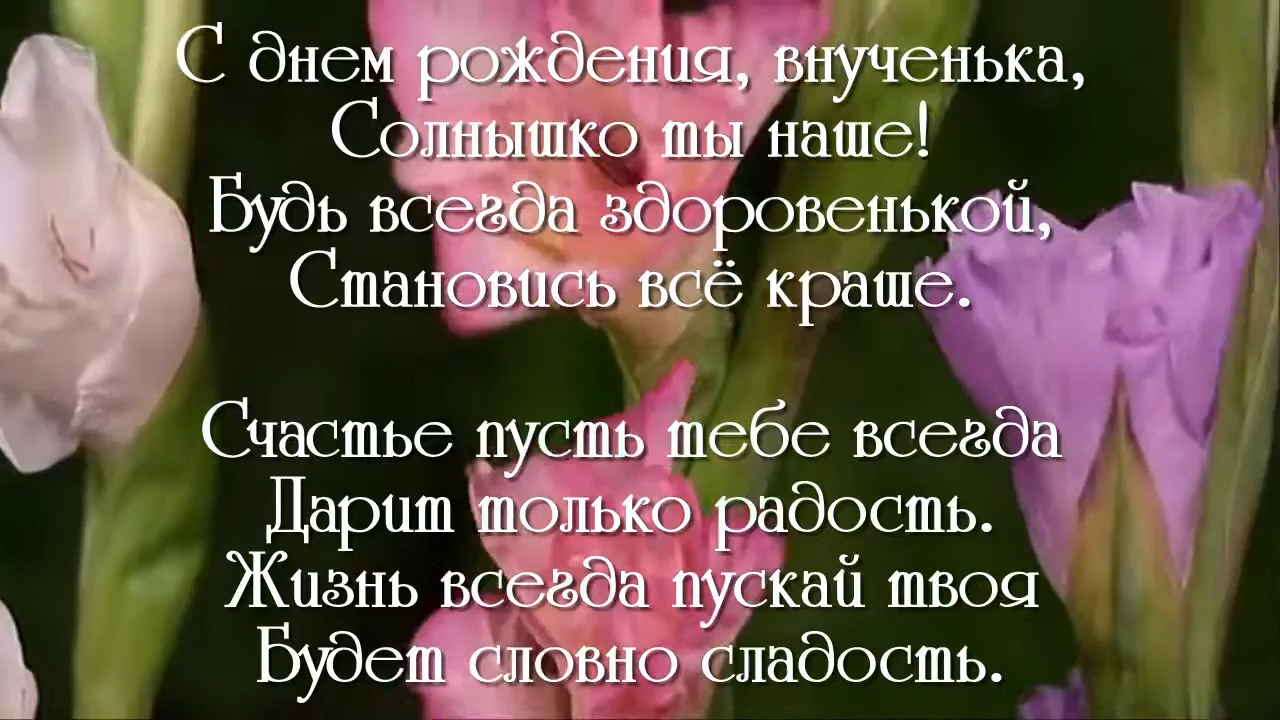 С днем рождения, внученька,
Солнышко ты наше!
Будь всегда здоровенькой,
Становись всё краше.
Счастье пусть тебе всегда
Дарит только радость.
Жизнь всегда пускай твоя
Будет словно сладость.